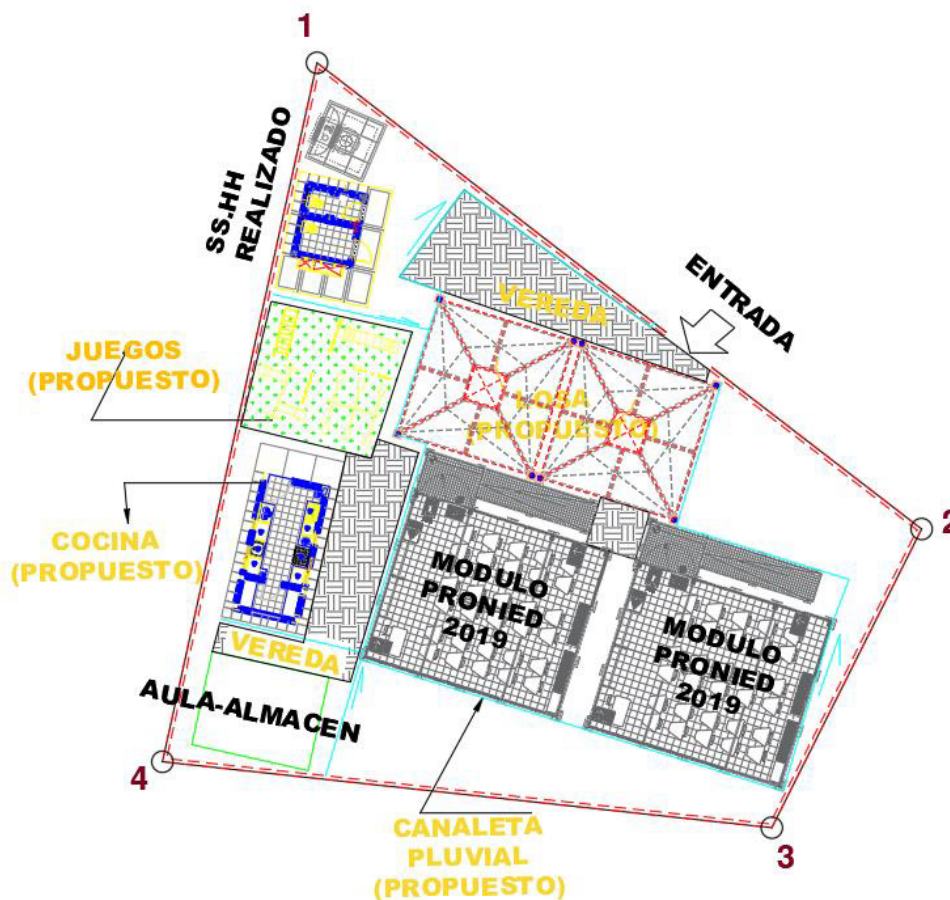 1
SS.HH
REALIZADO
VEREDA
ENTRADA
JUEGOS
(PROPUESTO)
LOSA
(PROPUESTO)
2
COCINA
(PROPUESTO)
MODULO
PRONIED
2019
MODULO
PRONIED
2019
VEREDA
AULA-ALMACEN
4
CANALETA
PLUVIAL
(PROPUESTO)
3